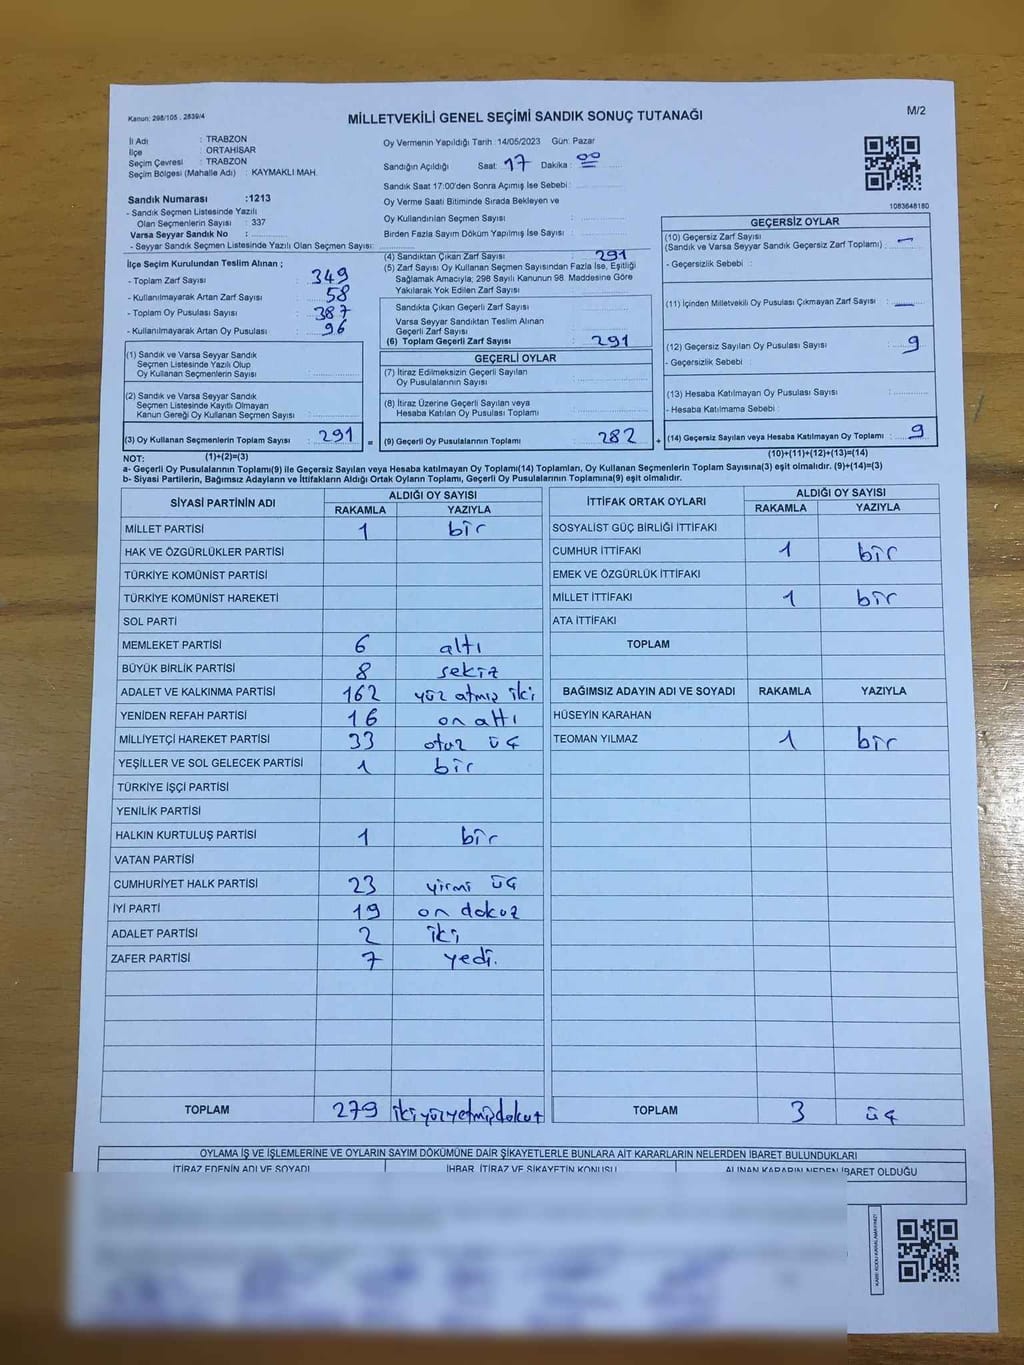 Kanun: 298/105 . 2839/4
MİLLETVEKİLİ GENEL SEÇİMİ SANDIK SONUÇ TUTANAĞI
M/2
İl Adı : TRABZON
İlçe : ORTAHİSAR
Seçim Çevresi : TRABZON
Seçim Bölgesi (Mahalle Adı) : KAYMAKLI MAH.
Sandık Numarası :1213
- Sandık Seçmen Listesinde Yazılı
Olan Seçmenlerin Sayısı : 337
Varsa Seyyar Sandık No :
- Seyyar Sandık Seçmen Listesinde Yazılı Olan Seçmen Sayısı:
Oy Vermenin Yapıldığı Tarih :14/05/2023 Gün: Pazar
Sandığın Açıldığı Saat: 17 Dakika : 00
Sandık Saat 17:00'den Sonra Açımış İse Sebebi :
Oy Verme Saati Bitiminde Sırada Bekleyen ve
Oy Kullandırılan Seçmen Sayısı :
Birden Fazla Sayım Döküm Yapılmış İse Sayısı :
1083648180
İlçe Seçim Kurulundan Teslim Alınan ;
- Toplam Zarf Sayısı : 349
- Kullanılmayarak Artan Zarf Sayısı : 58
- Toplam Oy Pusulası Sayısı : 387
- Kullanılmayarak Artan Oy Pusulası : 96
(1) Sandık ve Varsa Seyyar Sandık
Seçmen Listesinde Yazılı Olup
Oy Kullanan Seçmenlerin Sayısı :
(2) Sandık ve Varsa Seyyar Sandık
Seçmen Listesinde Kayıtlı Olmayan
Kanun Gereği Oy Kullanan Seçmen Sayısı :
(3) Oy Kullanan Seçmenlerin Toplam Sayısı : 291
(4) Sandıktan Çıkan Zarf Sayısı : 291
(5) Zarf Sayısı Oy Kullanan Seçmen Sayısından Fazla İse, Eşitliği
Sağlamak Amacıyla; 298 Sayılı Kanunun 98. Maddesine Göre
Yakılarak Yok Edilen Zarf Sayısı :
Sandıkta Çıkan Geçerli Zarf Sayısı :
Varsa Seyyar Sandıktan Teslim Alınan
Geçerli Zarf Sayısı :
(6) Toplam Geçerli Zarf Sayısı : 291
GEÇERLİ OYLAR
(7) İtiraz Edilmeksizin Geçerli Sayılan
Oy Pusulalarının Sayısı :
(8) İtiraz Üzerine Geçerli Sayılan veya
Hesaba Katılan Oy Pusulası Toplamı :
= (9) Geçerli Oy Pusulalarının Toplamı : 282
GEÇERSİZ OYLAR
(10) Geçersiz Zarf Sayısı
(Sandık ve Varsa Seyyar Sandık Geçersiz Zarf Toplamı) : —
- Geçersizlik Sebebi :
(11) İçinden Milletvekili Oy Pusulası Çıkmayan Zarf Sayısı : —
(12) Geçersiz Sayılan Oy Pusulası Sayısı : 9
- Geçersizlik Sebebi :
(13) Hesaba Katılmayan Oy Pusulası Sayısı :
- Hesaba Katılmama Sebebi :
+ (14) Geçersiz Sayılan veya Hesaba Katılmayan Oy Toplamı : 9
NOT: (1)+(2)=(3) (10)+(11)+(12)+(13)=(14)
a- Geçerli Oy Pusulalarının Toplamı(9) ile Geçersiz Sayılan veya Hesaba katılmayan Oy Toplamı(14) Toplamları, Oy Kullanan Seçmenlerin Toplam Sayısına(3) eşit olmalıdır. (9)+(14)=(3)
b- Siyasi Partilerin, Bağımsız Adayların ve İttifakların Aldığı Ortak Oyların Toplamı, Geçerli Oy Pusulalarının Toplamına(9) eşit olmalıdır.
SİYASİ PARTİNİN ADI ALDIĞI OY SAYISI
RAKAMLA YAZIYLA
MİLLET PARTİSİ 1 bir
HAK VE ÖZGÜRLÜKLER PARTİSİ
TÜRKİYE KOMÜNİST PARTİSİ
TÜRKİYE KOMÜNİST HAREKETİ
SOL PARTİ
MEMLEKET PARTİSİ 6 altı
BÜYÜK BİRLİK PARTİSİ 8 sekiz
ADALET VE KALKINMA PARTİSİ 162 yüz atmış iki
YENİDEN REFAH PARTİSİ 16 on altı
MİLLİYETÇİ HAREKET PARTİSİ 33 otuz üç
YEŞİLLER VE SOL GELECEK PARTİSİ 1 bir
TÜRKİYE İŞÇİ PARTİSİ
YENİLİK PARTİSİ
HALKIN KURTULUŞ PARTİSİ 1 bir
VATAN PARTİSİ
CUMHURİYET HALK PARTİSİ 23 yirmi üç
İYİ PARTİ 19 on dokuz
ADALET PARTİSİ 2 iki
ZAFER PARTİSİ 7 yedi.
TOPLAM 279 ikiyüzyetmişdokuz
İTTİFAK ORTAK OYLARI ALDIĞI OY SAYISI
RAKAMLA YAZIYLA
SOSYALİST GÜÇ BİRLİĞİ İTTİFAKI
CUMHUR İTTİFAKI 1 bir
EMEK VE ÖZGÜRLÜK İTTİFAKI
MİLLET İTTİFAKI 1 bir
ATA İTTİFAKI
TOPLAM
BAĞIMSIZ ADAYIN ADI VE SOYADI RAKAMLA YAZIYLA
HÜSEYİN KARAHAN
TEOMAN YILMAZ 1 bir
TOPLAM 3 üç
OYLAMA İŞ VE İŞLEMLERİNE VE OYLARIN SAYIM DÖKÜMÜNE DAİR ŞİKAYETLERLE BUNLARA AİT KARARLARIN NELERDEN İBARET BULUNDUKLARI
İTİRAZ EDENİN ADI VE SOYADI İHBAR, İTİRAZ VE ŞİKAYETİN KONUSU ALINAN KARARIN NEDEN İBARET OLDUĞU